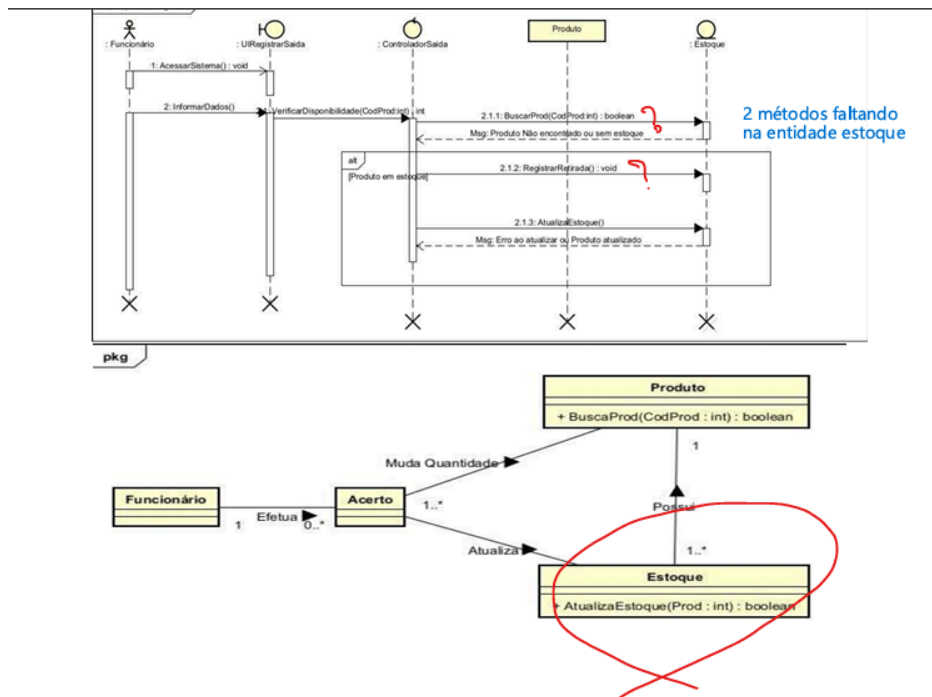 : Funcionário
: UIRegistrarSaida
: ControladorSaida
Produto
: Estoque
1: AcessarSistema() : void
2: InformarDados()
2.1: VerificarDisponibilidade(CodProd:int) : int
2.1.1: BuscarProd(CodProd:int) : boolean
?
Msg: Produto Não encontrado ou sem estoque
2 métodos faltando
na entidade estoque
alt
[Produto em estoque]
2.1.2: RegistrarRetirada() : void
?
2.1.3: AtualizaEstoque()
Msg: Erro ao atualizar ou Produto atualizado
pkg
Produto
+ BuscaProd(CodProd : int) : boolean
1
Muda Quantidade
Funcionário
Efetua
1
0..*
Acerto
1..*
Possui
Atualiza
1..*
Estoque
+ AtualizaEstoque(Prod : int) : boolean